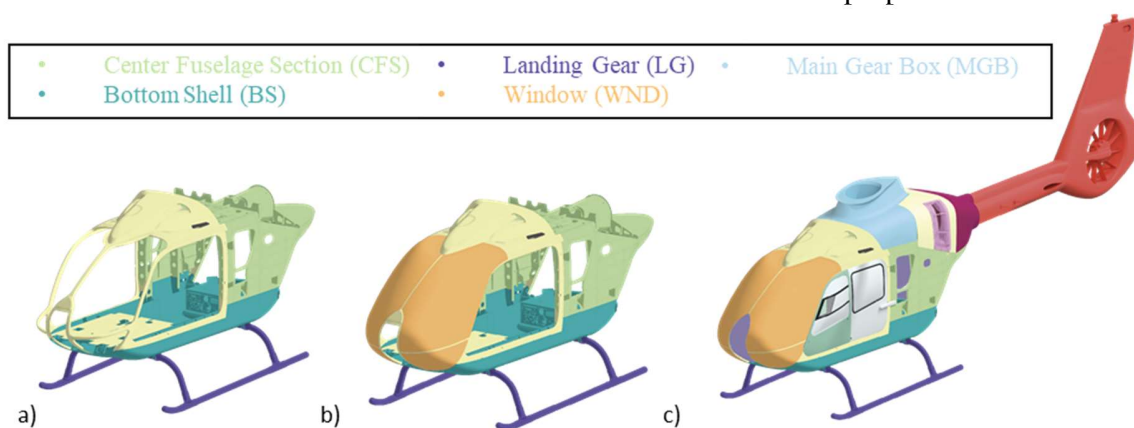 • Center Fuselage Section (CFS) • Landing Gear (LG) • Main Gear Box (MGB)
• Bottom Shell (BS) • Window (WND)
a) b) c)